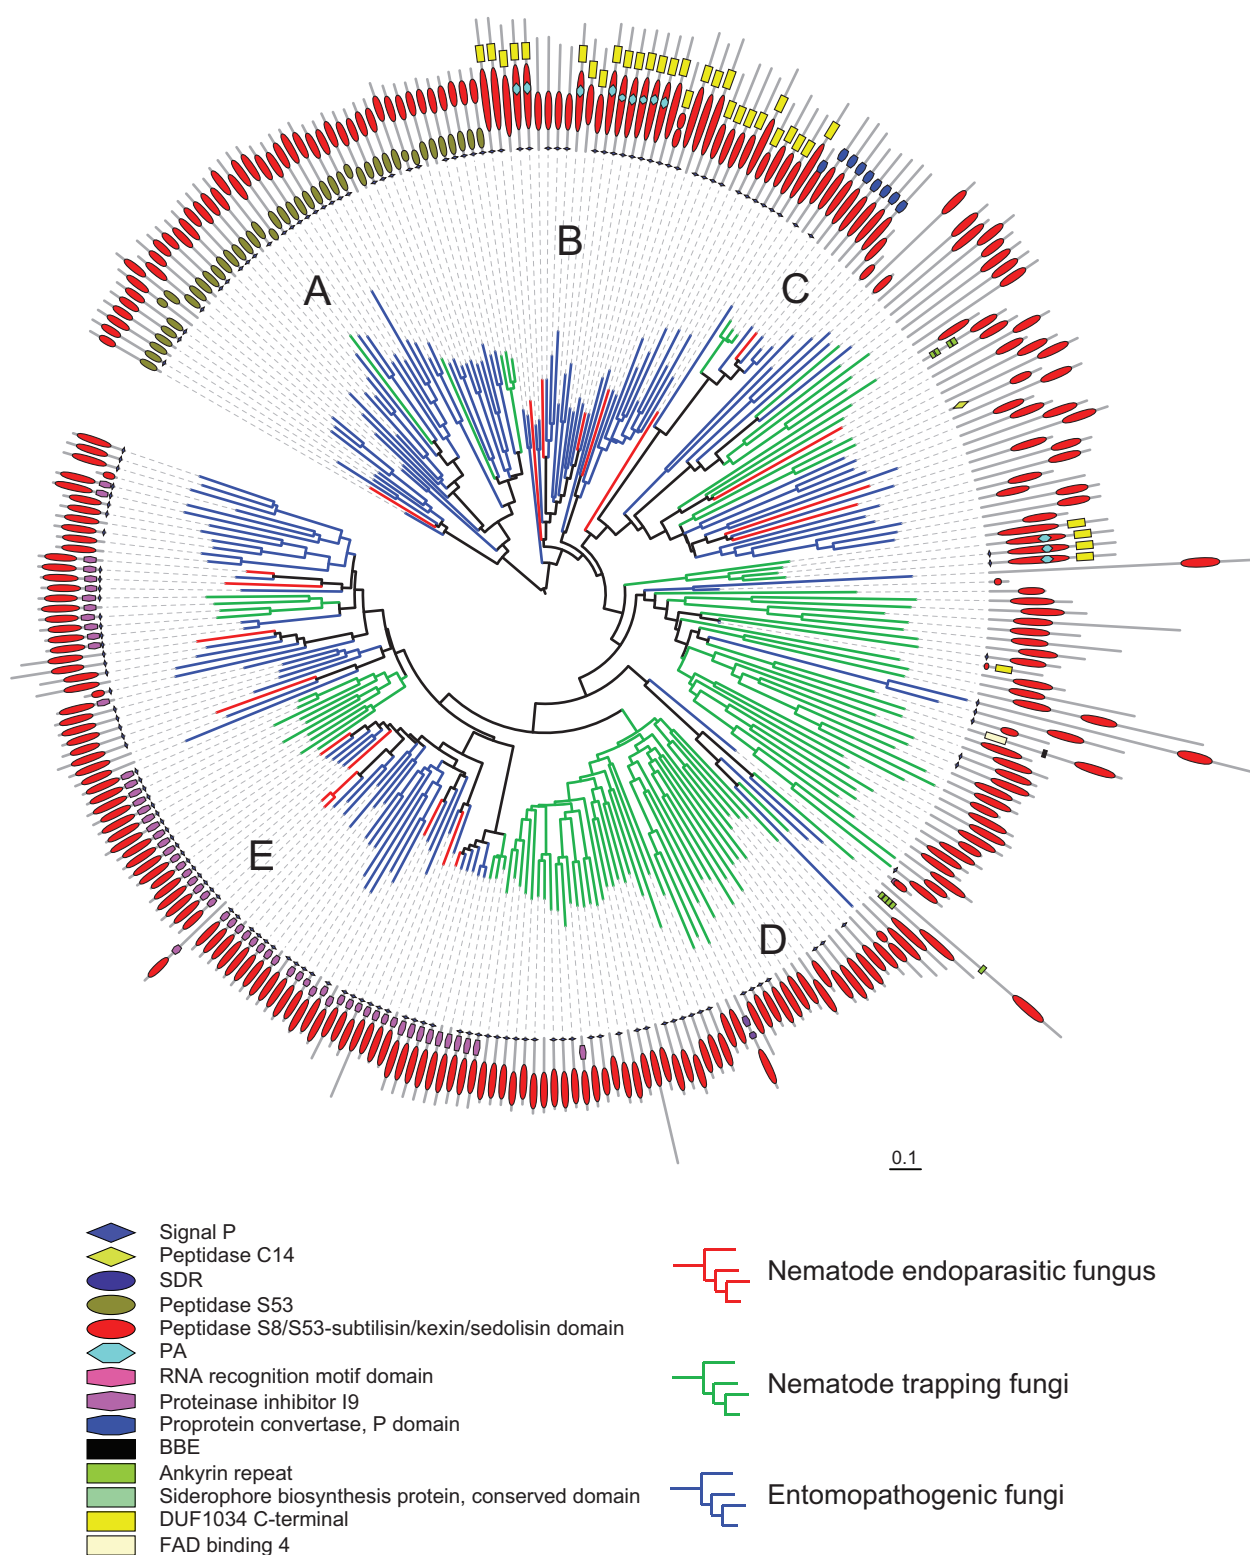 B
A
C
E
D
0.1
Signal P
Peptidase C14
SDR
Peptidase S53
Peptidase S8/S53-subtilisin/kexin/sedolisin domain
PA
RNA recognition motif domain
Proteinase inhibitor I9
Proprotein convertase, P domain
BBE
Ankyrin repeat
Siderophore biosynthesis protein, conserved domain
DUF1034 C-terminal
FAD binding 4
Nematode endoparasitic fungus
Nematode trapping fungi
Entomopathogenic fungi